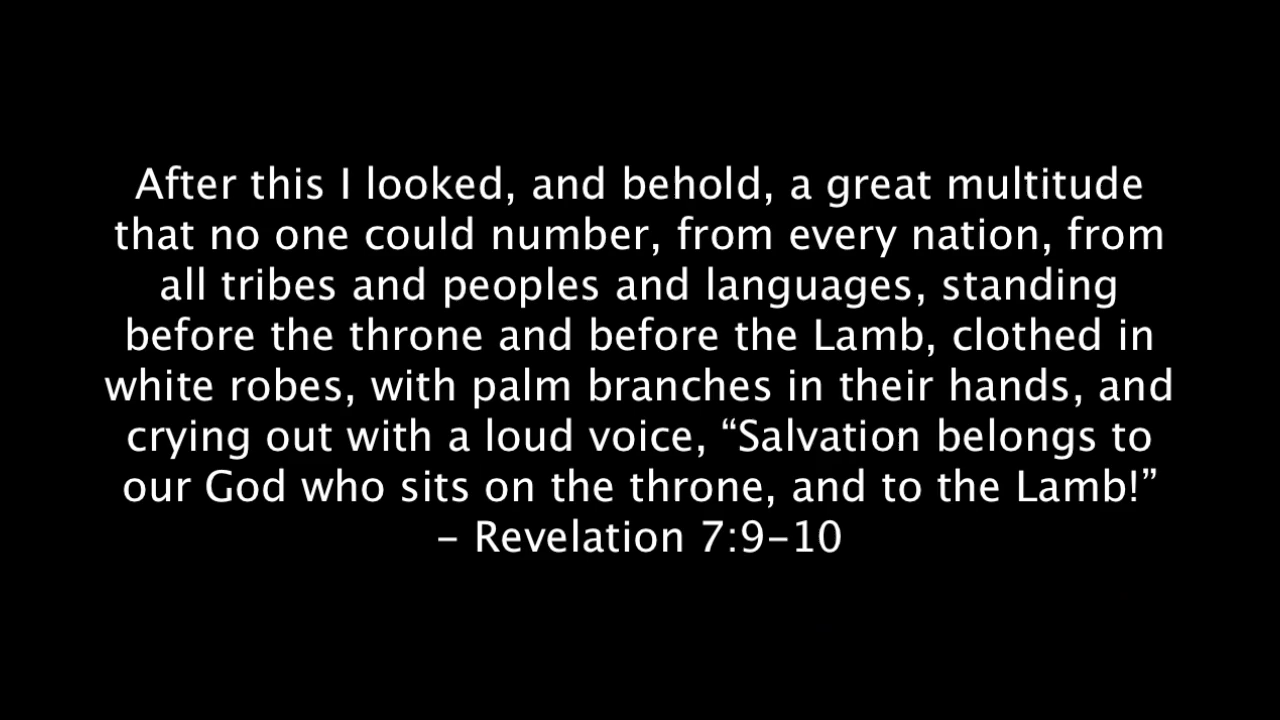 After this I looked, and behold, a great multitude
that no one could number, from every nation, from
all tribes and peoples and languages, standing
before the throne and before the Lamb, clothed in
white robes, with palm branches in their hands, and
crying out with a loud voice, “Salvation belongs to
our God who sits on the throne, and to the Lamb!”
– Revelation 7:9–10